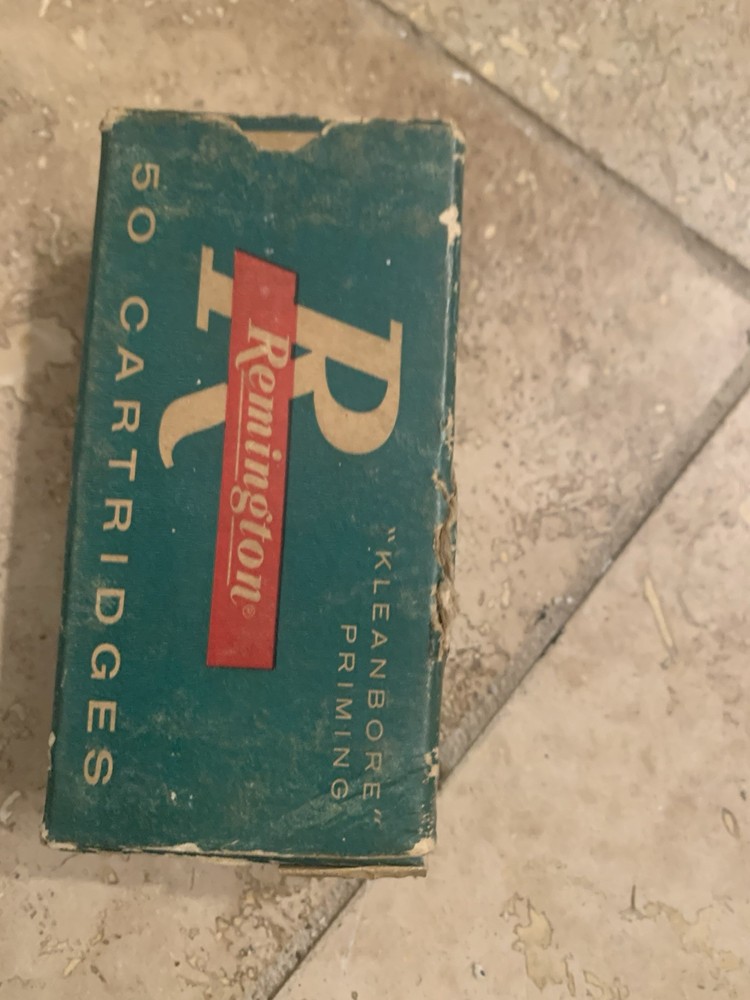 "KLEANBORE"
PRIMING
R
Remington®
50 CARTRIDGES